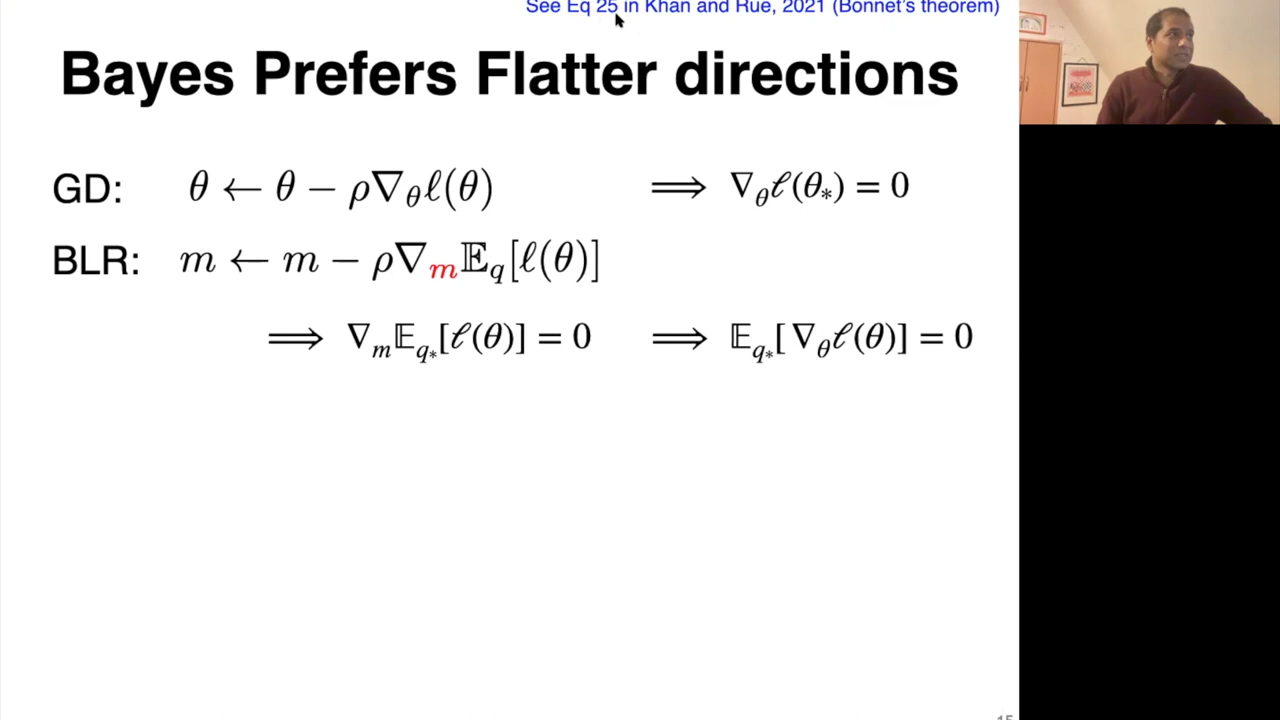 See Eq 25 in Khan and Rue, 2021 (Bonnet's theorem)
Bayes Prefers Flatter directions
GD: θ ← θ − ρ∇_θ ℓ(θ) ⟹ ∇_θ ℓ(θ_*) = 0
BLR: m ← m − ρ∇_m 𝔼_q[ℓ(θ)]
⟹ ∇_m 𝔼_{q_*}[ℓ(θ)] = 0 ⟹ 𝔼_{q_*}[∇_θ ℓ(θ)] = 0